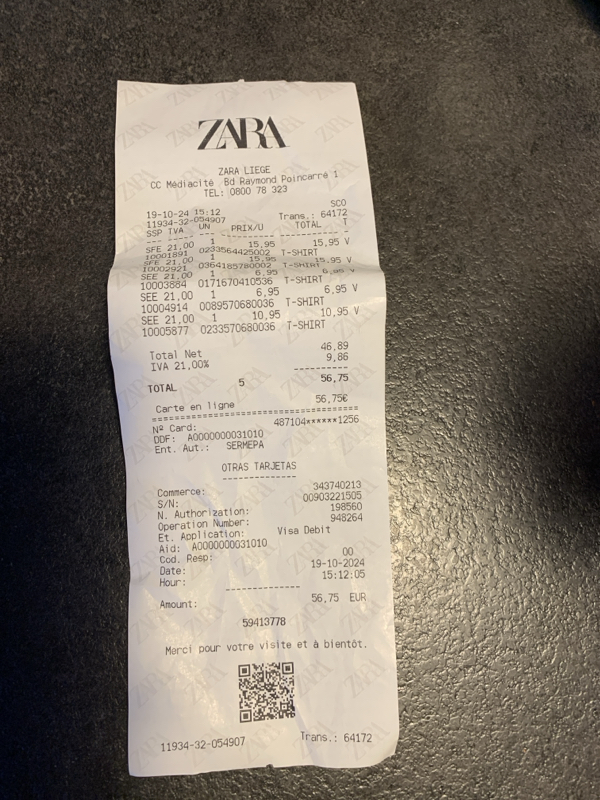 ZARA
ZARA LIEGE
CC Médiacité Bd Raymond Poincarré 1
TEL: 0800 78 323
SCO
19-10-24 15:12 Trans.: 64172
11934-32-054907
SSP TVA UN PRIX/U TOTAL T
SFE 21,00 1 15,95 15,95 V
10001891 0233564425002 T-SHIRT
SFE 21,00 1 15,95 15,95 V
10002921 0364185780002 T-SHIRT
SEE 21,00 1 6,95 6,95 V
10003884 0171670410536 T-SHIRT
SEE 21,00 1 6,95 6,95 V
10004914 0089570680036 T-SHIRT
SEE 21,00 1 10,95 10,95 V
10005877 0233570680036 T-SHIRT
Total Net 46,89
IVA 21,00% 9,86
TOTAL 5 56,75
Carte en ligne 56,75€
Nº Card: 487104******1256
DDF: A0000000031010
Ent. Aut.: SERMEPA
OTRAS TARJETAS
Commerce: 343740213
S/N: 00903221505
N. Authorization: 198560
Operation Number: 948264
Et. Application: Visa Debit
Aid: A0000000031010
Cod. Resp: 00
Date: 19-10-2024
Hour: 15:12:05
Amount: 56,75 EUR
59413778
Merci pour votre visite et à bientôt.
11934-32-054907 Trans.: 64172